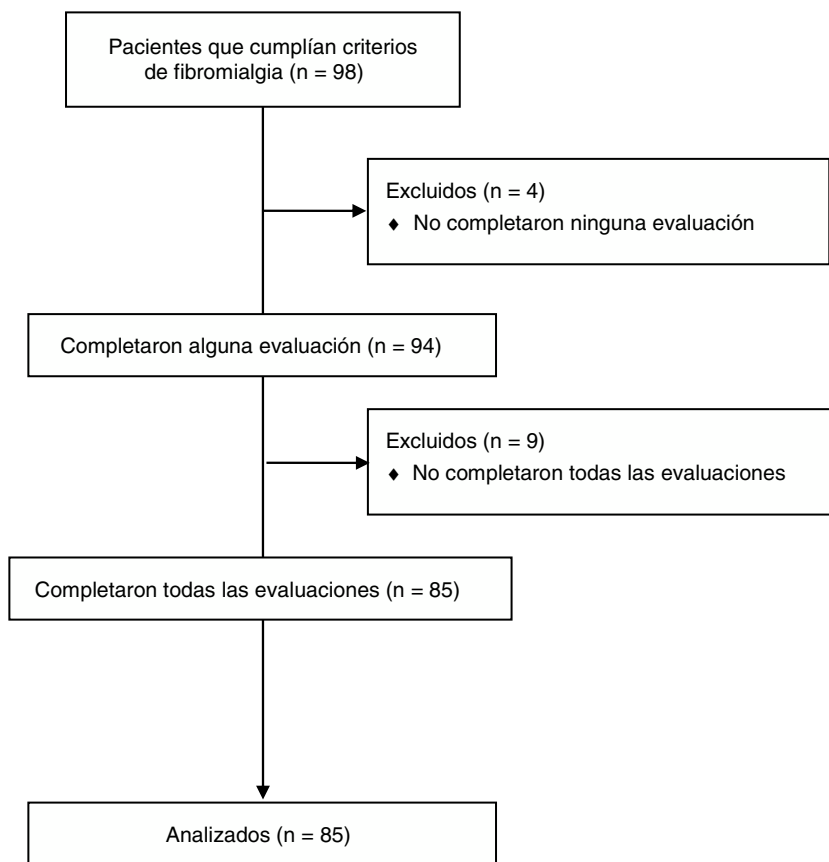 Pacientes que cumplían criterios
de fibromialgia (n = 98)
Excluidos (n = 4)
♦ No completaron ninguna evaluación
Completaron alguna evaluación (n = 94)
Excluidos (n = 9)
♦ No completaron todas las evaluaciones
Completaron todas las evaluaciones (n = 85)
Analizados (n = 85)